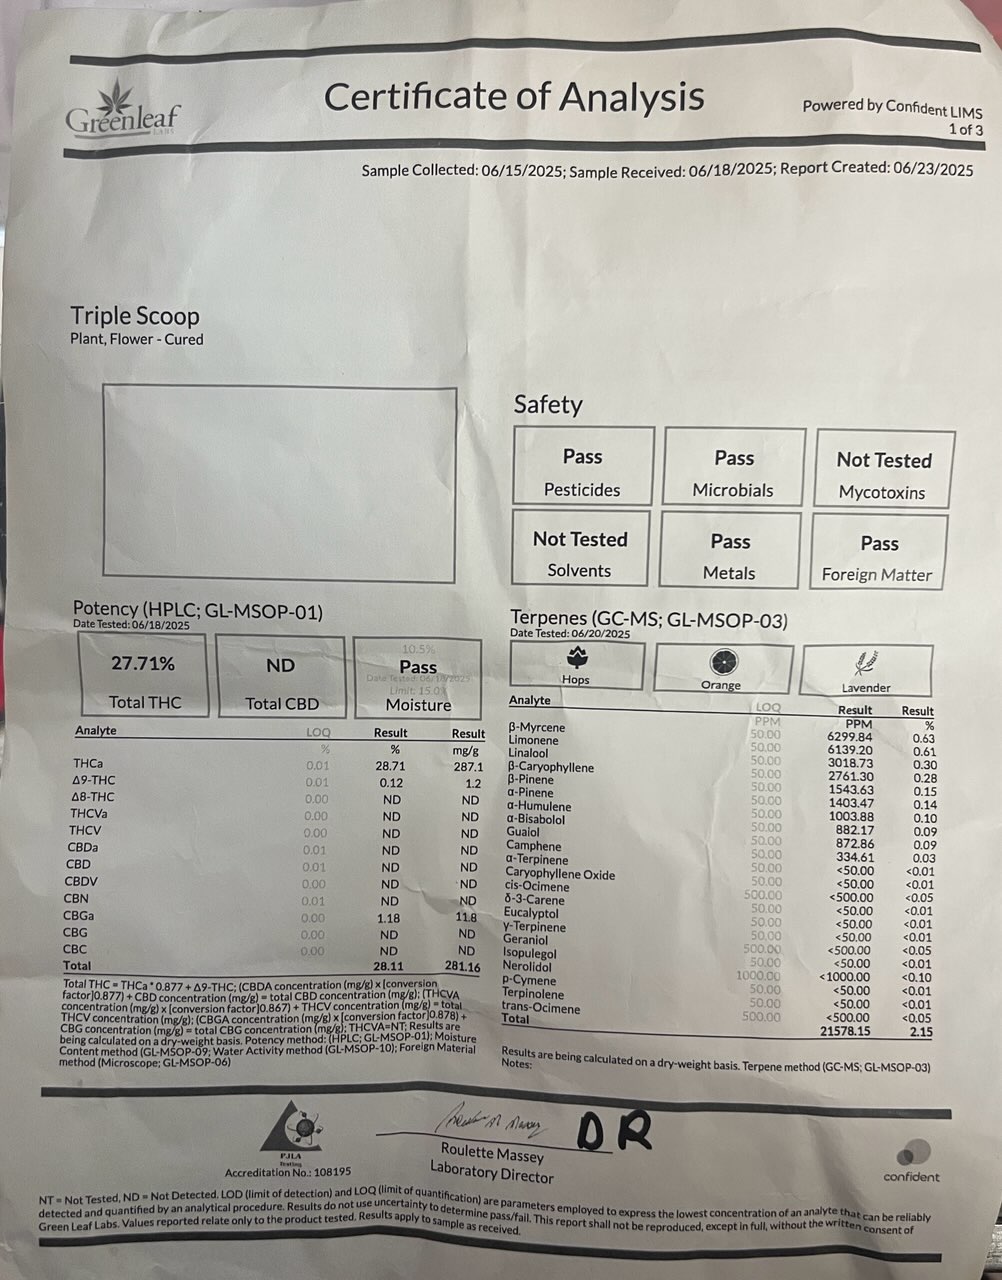 Greenleaf
LABS
Certificate of Analysis
Powered by Confident LIMS
1 of 3
Sample Collected: 06/15/2025; Sample Received: 06/18/2025; Report Created: 06/23/2025
Triple Scoop
Plant, Flower - Cured
Safety
Pass
Pesticides
Pass
Microbials
Not Tested
Mycotoxins
Not Tested
Solvents
Pass
Metals
Pass
Foreign Matter
Potency (HPLC; GL-MSOP-01)
Date Tested: 06/18/2025
27.71%
Total THC
ND
Total CBD
10.5%
Pass
Date Tested: 06/18/2025
Limit: 15.0%
Moisture
Analyte LOQ Result Result
% % mg/g
THCa 0.01 28.71 287.1
Δ9-THC 0.01 0.12 1.2
Δ8-THC 0.00 ND ND
THCVa 0.00 ND ND
THCV 0.00 ND ND
CBDa 0.01 ND ND
CBD 0.01 ND ND
CBDV 0.00 ND ND
CBN 0.01 ND ND
CBGa 0.00 1.18 11.8
CBG 0.00 ND ND
CBC 0.00 ND ND
Total 28.11 281.16
Total THC = THCa * 0.877 + Δ9-THC; (CBDA concentration (mg/g) x [conversion
factor]0.877) + CBD concentration (mg/g) = total CBD concentration (mg/g); (THCVA
concentration (mg/g) x [conversion factor]0.867) + THCV concentration (mg/g) = total
THCV concentration (mg/g); (CBGA concentration (mg/g) x [conversion factor]0.878) +
CBG concentration (mg/g) = total CBG concentration (mg/g); THCVA=NT; Results are
being calculated on a dry-weight basis. Potency method: (HPLC; GL-MSOP-01); Moisture
Content method (GL-MSOP-09; Water Activity method (GL-MSOP-10); Foreign Material
method (Microscope; GL-MSOP-06)
Terpenes (GC-MS; GL-MSOP-03)
Date Tested: 06/20/2025
Hops
Orange
Lavender
Analyte LOQ Result Result
PPM PPM %
β-Myrcene 50.00 6299.84 0.63
Limonene 50.00 6139.20 0.61
Linalool 50.00 3018.73 0.30
β-Caryophyllene 50.00 2761.30 0.28
β-Pinene 50.00 1543.63 0.15
α-Pinene 50.00 1403.47 0.14
α-Humulene 50.00 1003.88 0.10
α-Bisabolol 50.00 882.17 0.09
Guaiol 50.00 872.86 0.09
Camphene 50.00 334.61 0.03
α-Terpinene 50.00 <50.00 <0.01
Caryophyllene Oxide 50.00 <50.00 <0.01
cis-Ocimene 500.00 <500.00 <0.05
δ-3-Carene 50.00 <50.00 <0.01
Eucalyptol 50.00 <50.00 <0.01
γ-Terpinene 50.00 <50.00 <0.01
Geraniol 500.00 <500.00 <0.05
Isopulegol 50.00 <50.00 <0.01
Nerolidol 1000.00 <1000.00 <0.10
p-Cymene 50.00 <50.00 <0.01
Terpinolene 50.00 <50.00 <0.01
trans-Ocimene 500.00 <500.00 <0.05
Total 21578.15 2.15
Results are being calculated on a dry-weight basis. Terpene method (GC-MS; GL-MSOP-03)
Notes:
PJLA
Testing
Accreditation No.: 108195
DR
Roulette Massey
Laboratory Director
confident
NT = Not Tested, ND = Not Detected. LOD (limit of detection) and LOQ (limit of quantification) are parameters employed to express the lowest concentration of an analyte that can be reliably
detected and quantified by an analytical procedure. Results do not use uncertainty to determine pass/fail. This report shall not be reproduced, except in full, without the written consent of
Green Leaf Labs. Values reported relate only to the product tested. Results apply to sample as received.